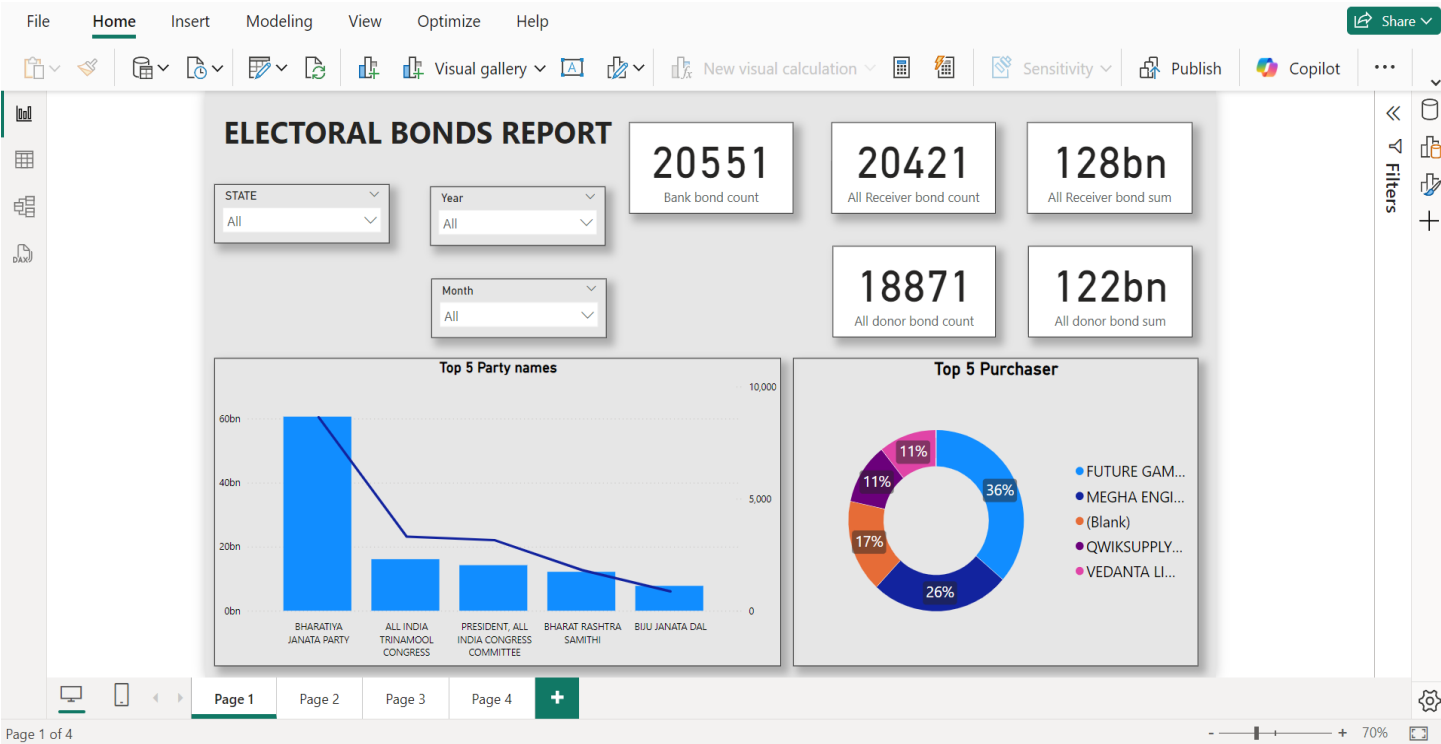 File Home Insert Modeling View Optimize Help Share
Visual gallery New visual calculation Sensitivity Publish Copilot
ELECTORAL BONDS REPORT
STATE
All
Year
All
Month
All
20551
Bank bond count
20421
All Receiver bond count
128bn
All Receiver bond sum
18871
All donor bond count
122bn
All donor bond sum
Filters
DAX
Top 5 Party names
10,000
60bn
40bn
5,000
20bn
0bn
0
BHARATIYA
JANATA PARTY
ALL INDIA
TRINAMOOL
CONGRESS
PRESIDENT, ALL
INDIA CONGRESS
COMMITTEE
BHARAT RASHTRA
SAMITHI
BIJU JANATA DAL
Top 5 Purchaser
11%
11%
36%
17%
26%
FUTURE GAM...
MEGHA ENGI...
(Blank)
QWIKSUPPLY...
VEDANTA LI...
Page 1 Page 2 Page 3 Page 4 +
Page 1 of 4
- + 70%